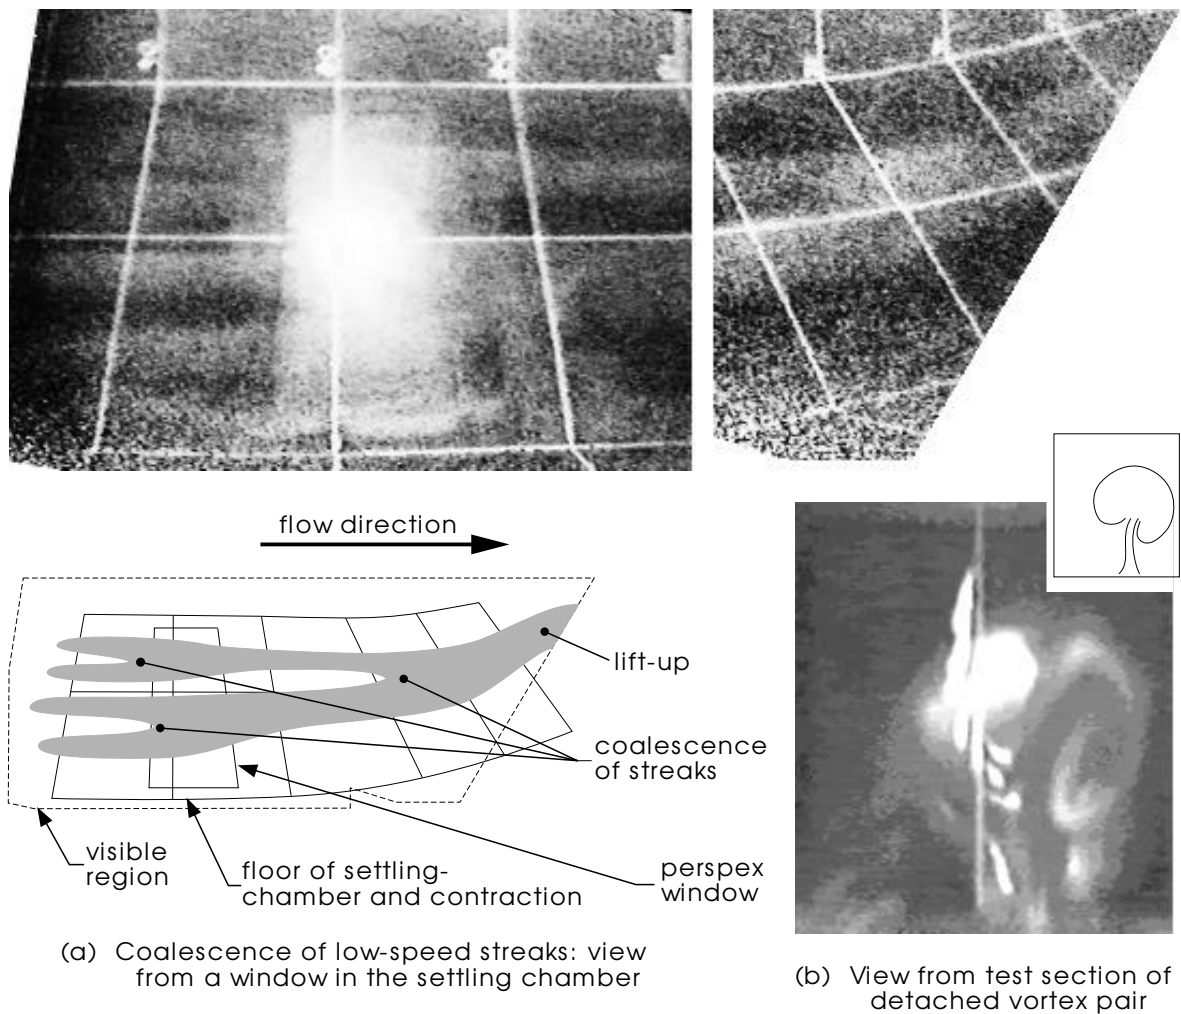 flow direction
lift-up
coalescence
of streaks
visible
region
floor of settling-
chamber and contraction
perspex
window
(a) Coalescence of low-speed streaks: view
from a window in the settling chamber
(b) View from test section of
detached vortex pair